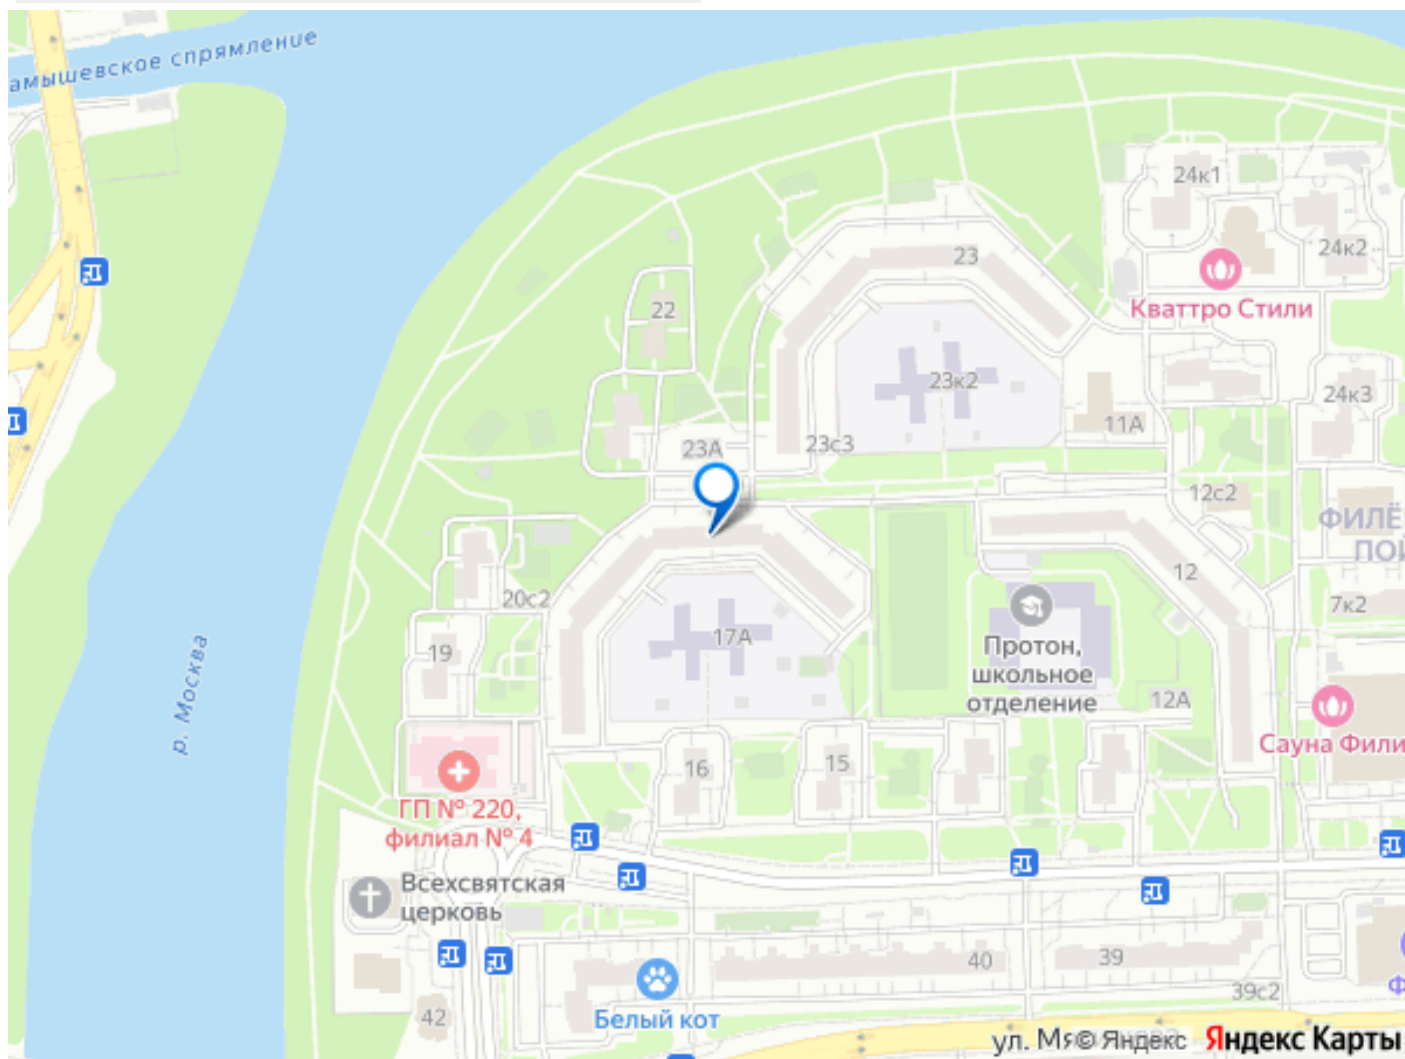 амышевское спрямление
24к1
23
24к2
22
Кваттро Стили
23к2
24к3
11А
23А
23с3
12с2
ФИЛЁ
ПОЙ
12
20с2
7к2
17А
19
Протон,
школьное
отделение
12А
Сауна Фили
р. Москва
16
15
ГП № 220,
филиал № 4
Всехсвятская
церковь
40
39
39с2
Ф
42
Белый кот
ул. М
© Яндекс
Яндекс Карты